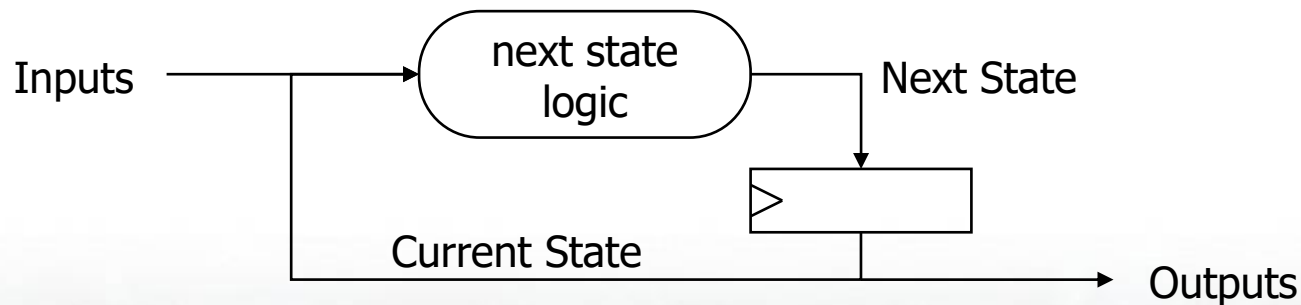 Inputs
next state
logic
Next State
Current State
Outputs